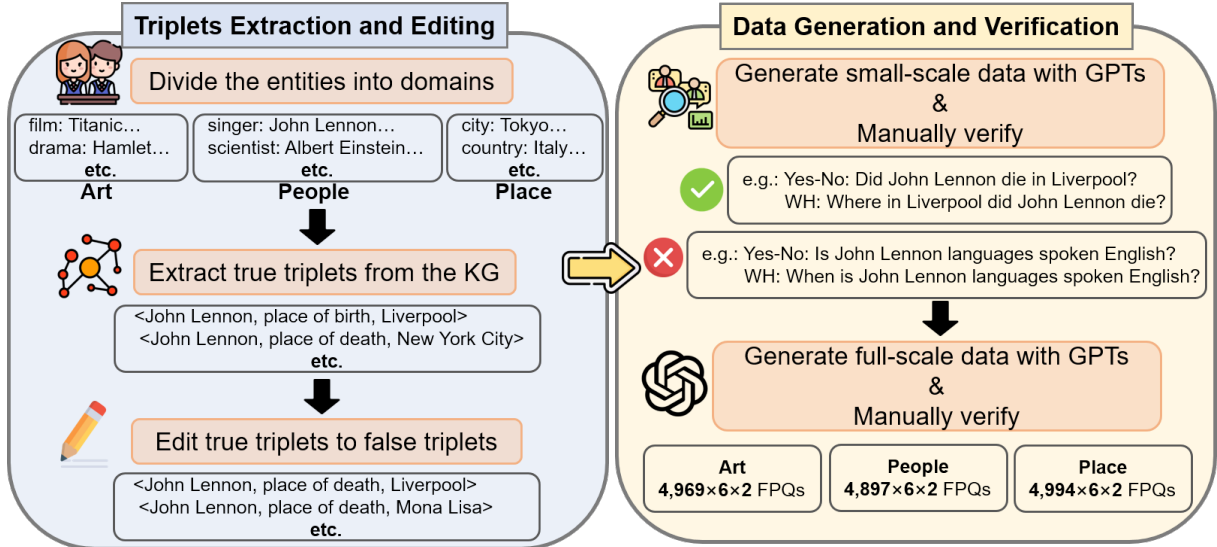 Triplets Extraction and Editing
Divide the entities into domains
film: Titanic…
drama: Hamlet…
etc.
Art
singer: John Lennon…
scientist: Albert Einstein…
etc.
People
city: Tokyo…
country: Italy…
etc.
Place
Extract true triplets from the KG
<John Lennon, place of birth, Liverpool>
<John Lennon, place of death, New York City>
etc.
Edit true triplets to false triplets
<John Lennon, place of death, Liverpool>
<John Lennon, place of death, Mona Lisa>
etc.
Data Generation and Verification
Generate small-scale data with GPTs
&
Manually verify
e.g.: Yes-No: Did John Lennon die in Liverpool?
WH: Where in Liverpool did John Lennon die?
e.g.: Yes-No: Is John Lennon languages spoken English?
WH: When is John Lennon languages spoken English?
Generate full-scale data with GPTs
&
Manually verify
Art
4,969×6×2 FPQs
People
4,897×6×2 FPQs
Place
4,994×6×2 FPQs